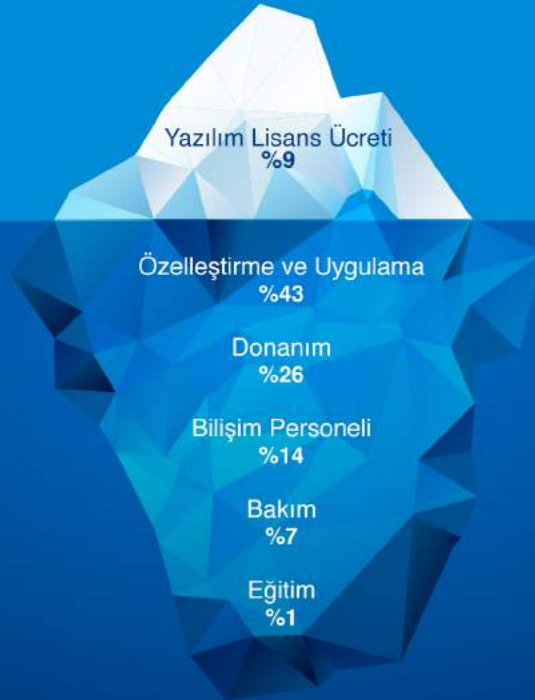 Yazılım Lisans Ücreti
%9
Özelleştirme ve Uygulama
%43
Donanım
%26
Bilişim Personeli
%14
Bakım
%7
Eğitim
%1